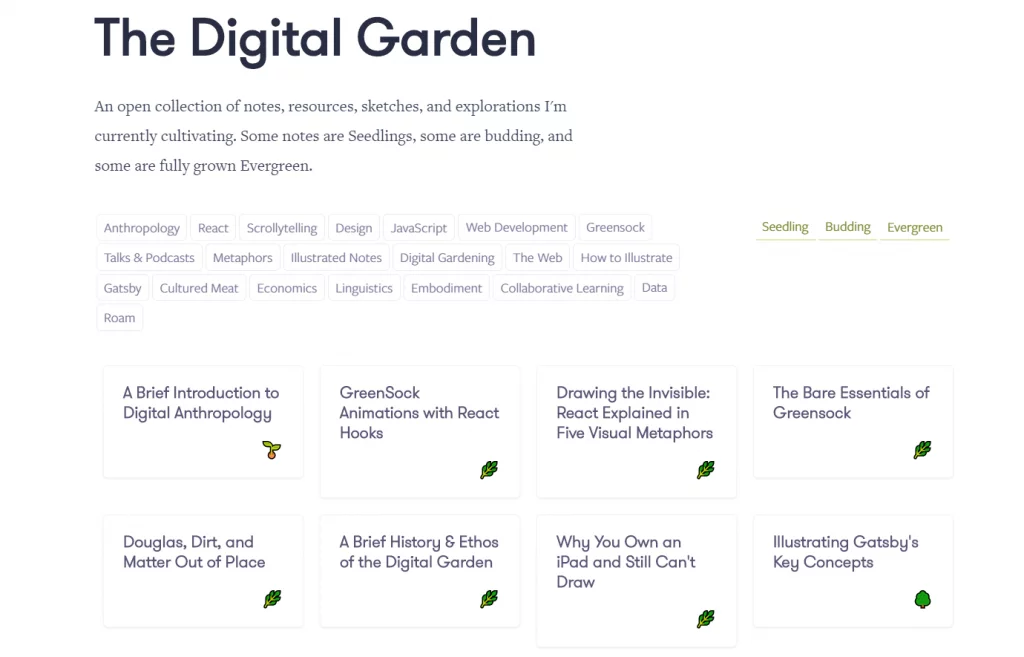 The Digital Garden
An open collection of notes, resources, sketches, and explorations I'm
currently cultivating. Some notes are Seedlings, some are budding, and
some are fully grown Evergreen.
Anthropology React Scrollytelling Design JavaScript Web Development Greensock
Talks & Podcasts Metaphors Illustrated Notes Digital Gardening The Web How to Illustrate
Gatsby Cultured Meat Economics Linguistics Embodiment Collaborative Learning Data
Roam
Seedling Budding Evergreen
A Brief Introduction to
Digital Anthropology
GreenSock
Animations with React
Hooks
Drawing the Invisible:
React Explained in
Five Visual Metaphors
The Bare Essentials of
Greensock
Douglas, Dirt, and
Matter Out of Place
A Brief History & Ethos
of the Digital Garden
Why You Own an
iPad and Still Can't
Draw
Illustrating Gatsby's
Key Concepts